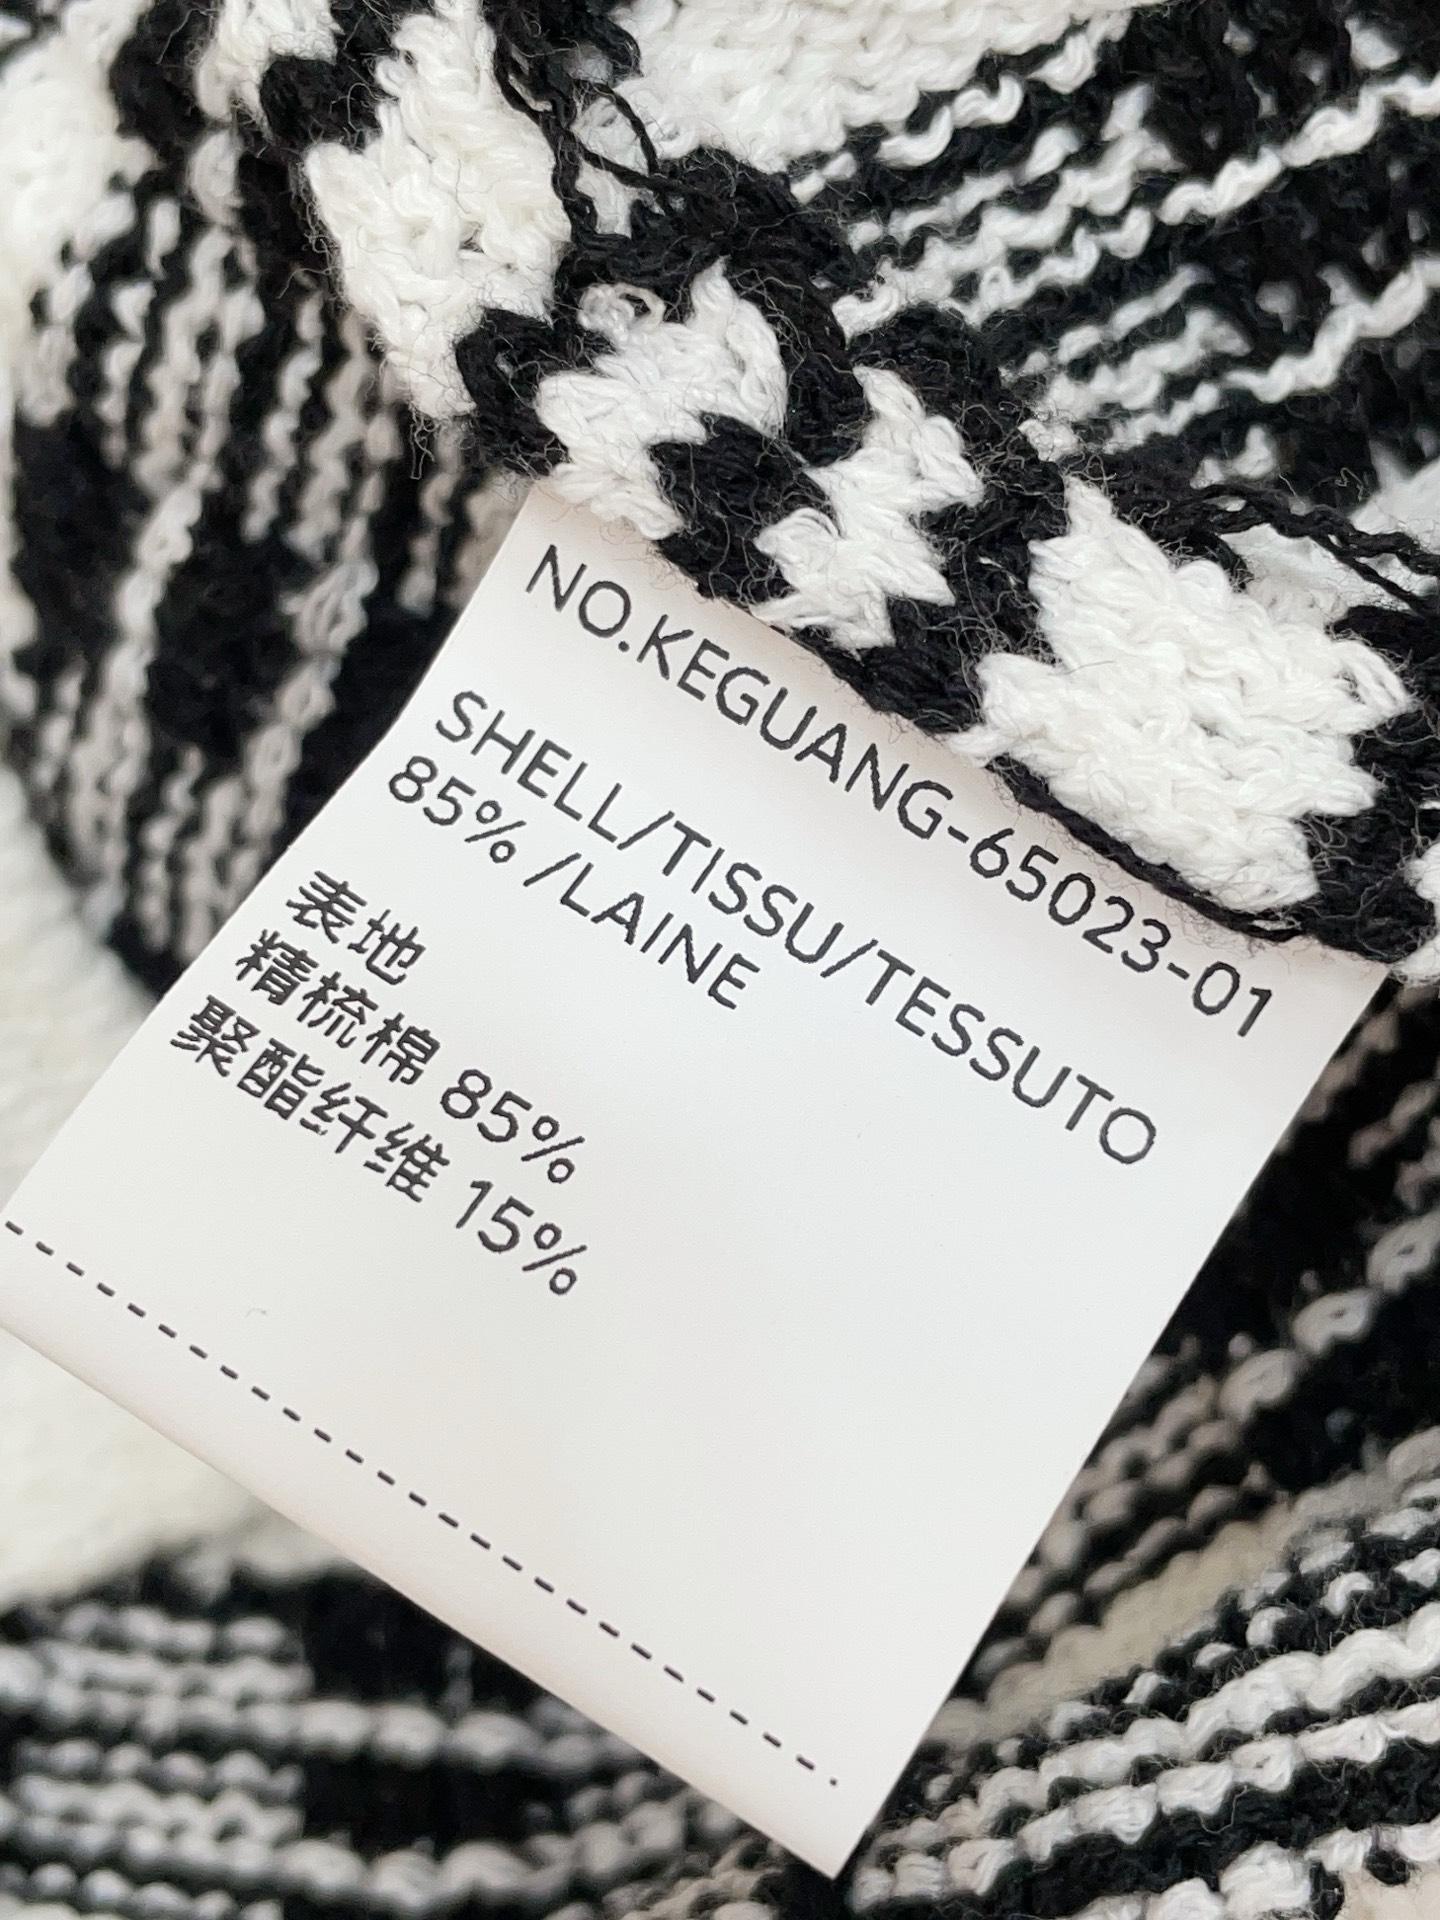 NO.KEGUANG-65023-01
SHELL/TISSU/TESSUTO
85% /LAINE
表地
精梳棉 85%
聚酯纤维 15%